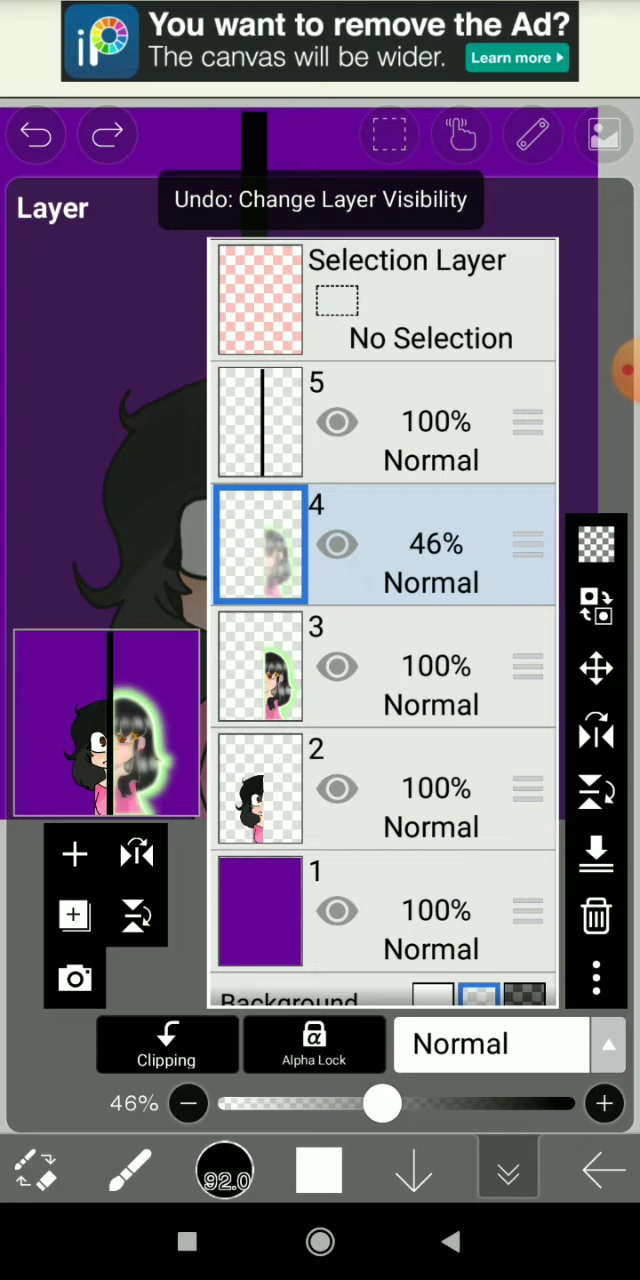 iP
You want to remove the Ad?
The canvas will be wider.
Learn more
Layer
Undo: Change Layer Visibility
Selection Layer
No Selection
5
100%
Normal
4
46%
Normal
3
100%
Normal
2
100%
Normal
1
100%
Normal
Background
Clipping
α
Alpha Lock
Normal
46%
92.0